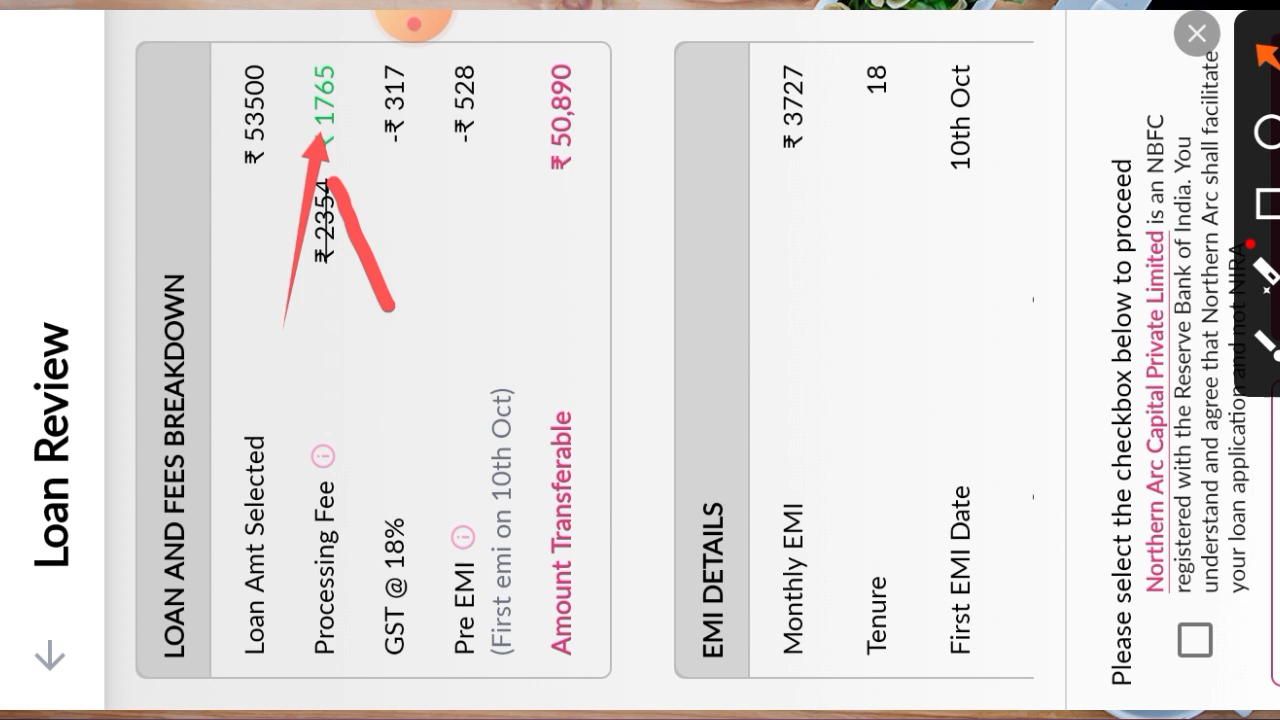 Loan Review
LOAN AND FEES BREAKDOWN
Loan Amt Selected ₹ 53500
Processing Fee ₹ 2354 ₹ 1765
GST @ 18% -₹ 317
Pre EMI -₹ 528
(First emi on 10th Oct)
Amount Transferable ₹ 50,890
EMI DETAILS
Monthly EMI ₹ 3727
Tenure 18
First EMI Date 10th Oct
Please select the checkbox below to proceed
Northern Arc Capital Private Limited is an NBFC
registered with the Reserve Bank of India. You
understand and agree that Northern Arc shall facilitate
your loan application and not NIRA